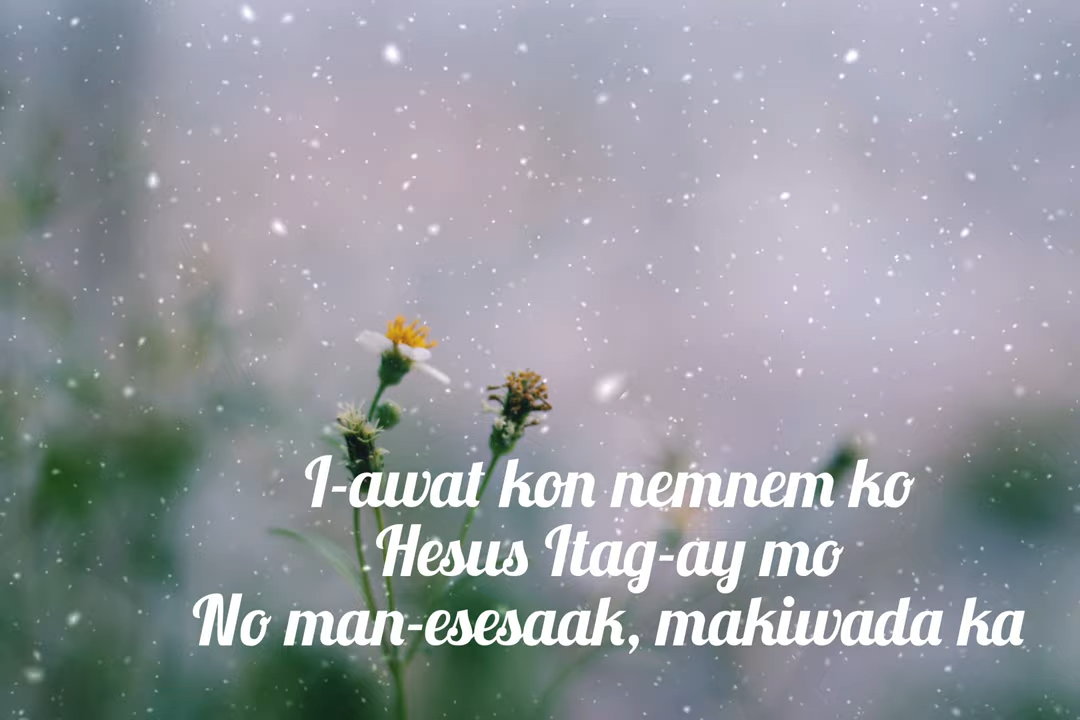 I-awat kon nemnem ko
Hesus Itag-ay mo
No man-esesaak, makiwada ka